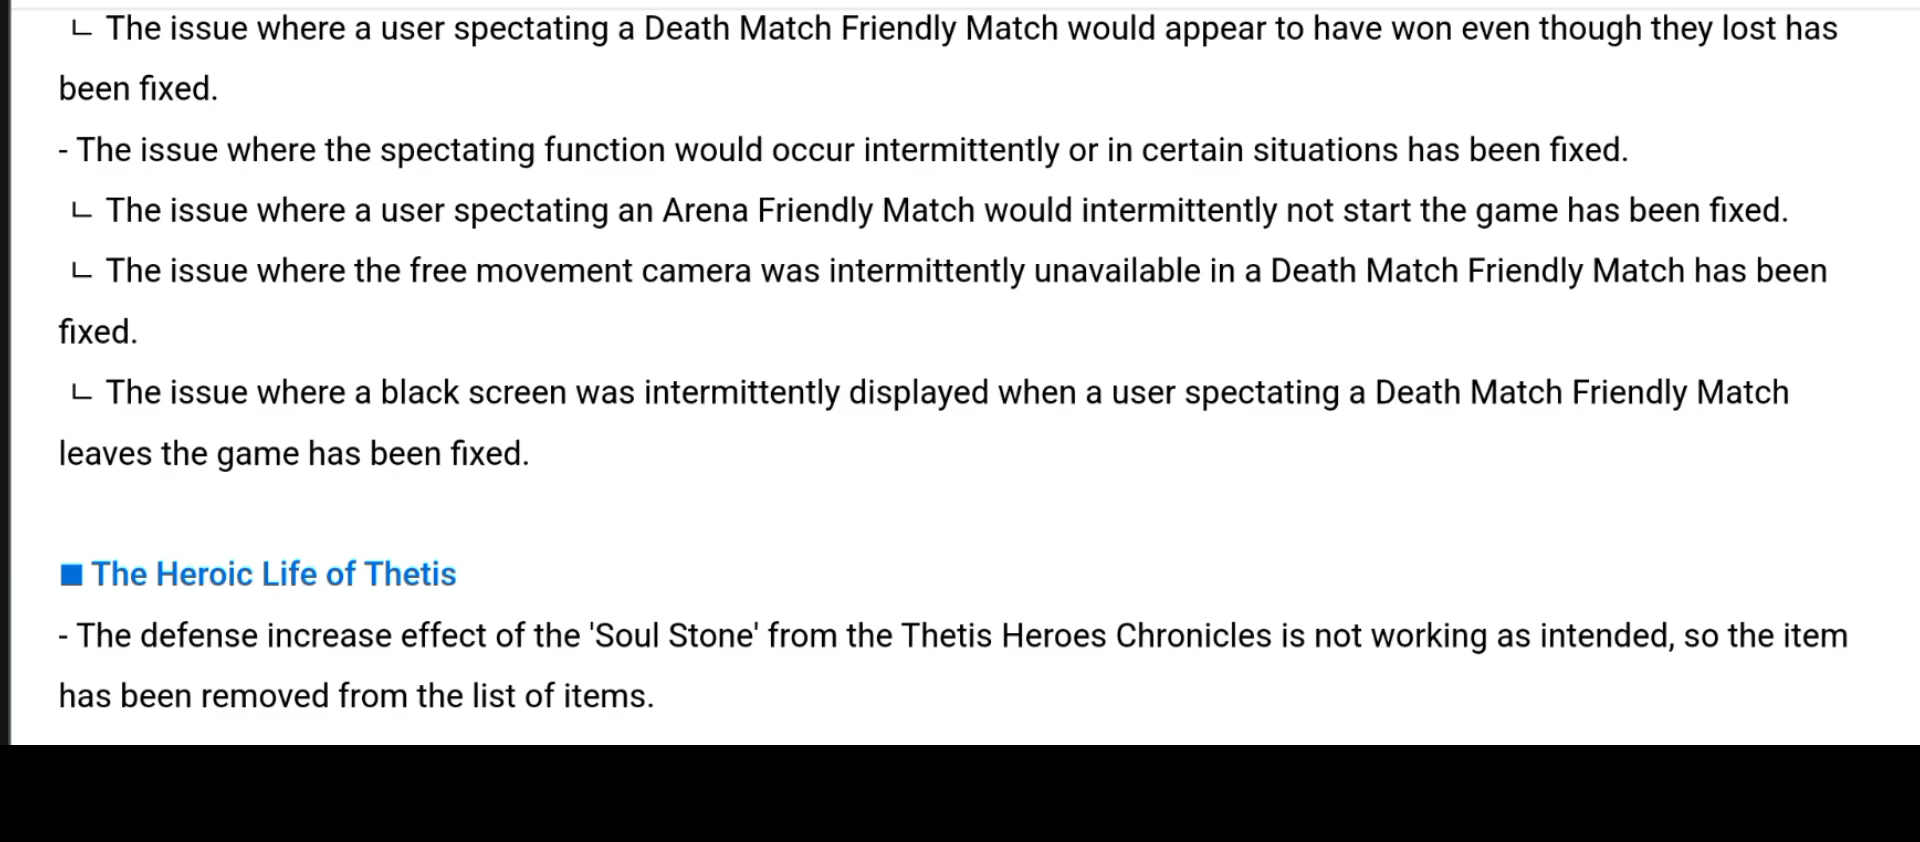 ㄴ The issue where a user spectating a Death Match Friendly Match would appear to have won even though they lost has
been fixed.
- The issue where the spectating function would occur intermittently or in certain situations has been fixed.
ㄴ The issue where a user spectating an Arena Friendly Match would intermittently not start the game has been fixed.
ㄴ The issue where the free movement camera was intermittently unavailable in a Death Match Friendly Match has been
fixed.
ㄴ The issue where a black screen was intermittently displayed when a user spectating a Death Match Friendly Match
leaves the game has been fixed.
■ The Heroic Life of Thetis
- The defense increase effect of the 'Soul Stone' from the Thetis Heroes Chronicles is not working as intended, so the item
has been removed from the list of items.